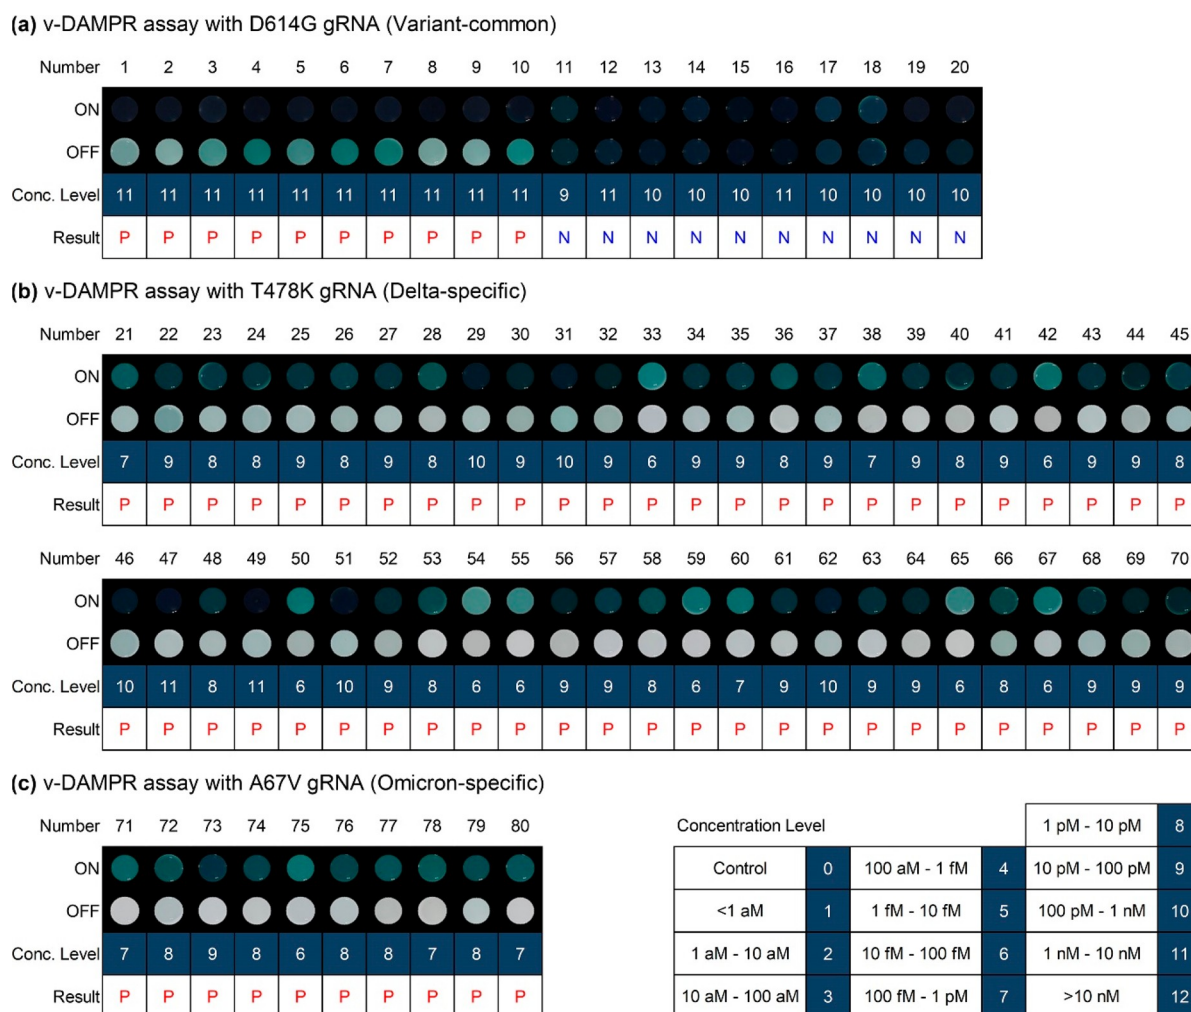 (a) v-DAMPR assay with D614G gRNA (Variant-common)
Number 1 2 3 4 5 6 7 8 9 10 11 12 13 14 15 16 17 18 19 20
ON
OFF
Conc. Level 11 11 11 11 11 11 11 11 11 11 9 11 10 10 10 11 10 10 10 10
Result P P P P P P P P P P N N N N N N N N N N
(b) v-DAMPR assay with T478K gRNA (Delta-specific)
Number 21 22 23 24 25 26 27 28 29 30 31 32 33 34 35 36 37 38 39 40 41 42 43 44 45
ON
OFF
Conc. Level 7 9 8 8 9 8 9 8 10 9 10 9 6 9 9 8 9 7 9 8 9 6 9 9 8
Result P P P P P P P P P P P P P P P P P P P P P P P P P
Number 46 47 48 49 50 51 52 53 54 55 56 57 58 59 60 61 62 63 64 65 66 67 68 69 70
ON
OFF
Conc. Level 10 11 8 11 6 10 9 8 6 6 9 9 8 6 7 9 10 9 9 6 8 6 9 9 9
Result P P P P P P P P P P P P P P P P P P P P P P P P P
(c) v-DAMPR assay with A67V gRNA (Omicron-specific)
Number 71 72 73 74 75 76 77 78 79 80
ON
OFF
Conc. Level 7 8 9 8 6 8 8 7 8 7
Result P P P P P P P P P P
Concentration Level 1 pM - 10 pM 8
Control 0 100 aM - 1 fM 4 10 pM - 100 pM 9
<1 aM 1 1 fM - 10 fM 5 100 pM - 1 nM 10
1 aM - 10 aM 2 10 fM - 100 fM 6 1 nM - 10 nM 11
10 aM - 100 aM 3 100 fM - 1 pM 7 >10 nM 12